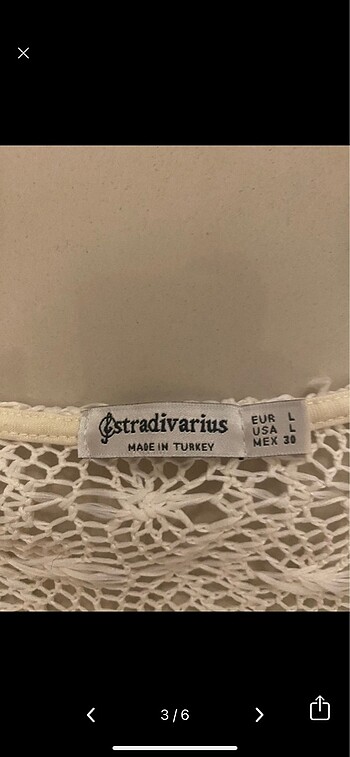 stradivarius
MADE IN TURKEY
EUR L
USA L
MEX 30
3/6